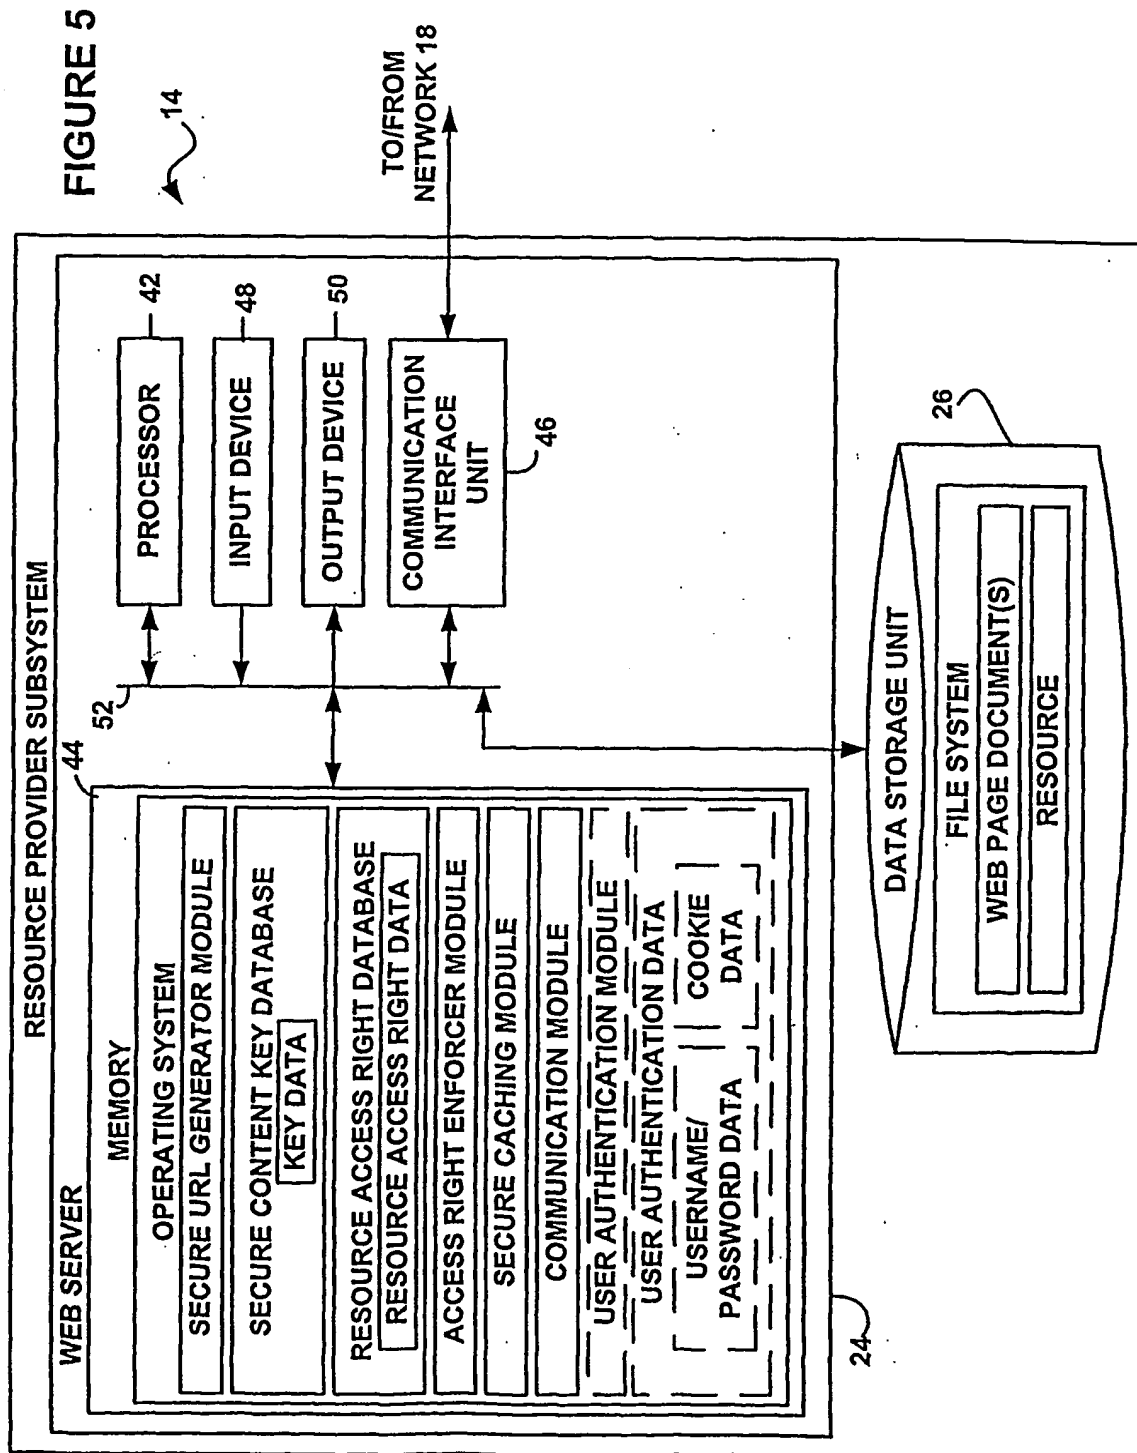 FIGURE 5
14
RESOURCE PROVIDER SUBSYSTEM
WEB SERVER
44
MEMORY
OPERATING SYSTEM
SECURE URL GENERATOR MODULE
SECURE CONTENT KEY DATABASE
KEY DATA
RESOURCE ACCESS RIGHT DATABASE
RESOURCE ACCESS RIGHT DATA
ACCESS RIGHT ENFORCER MODULE
SECURE CACHING MODULE
COMMUNICATION MODULE
USER AUTHENTICATION MODULE
USER AUTHENTICATION DATA
USERNAME/
PASSWORD DATA
COOKIE
DATA
24
52
PROCESSOR
42
INPUT DEVICE
48
OUTPUT DEVICE
50
COMMUNICATION
INTERFACE
UNIT
46
TO/FROM
NETWORK 18
DATA STORAGE UNIT
26
FILE SYSTEM
WEB PAGE DOCUMENT(S)
RESOURCE